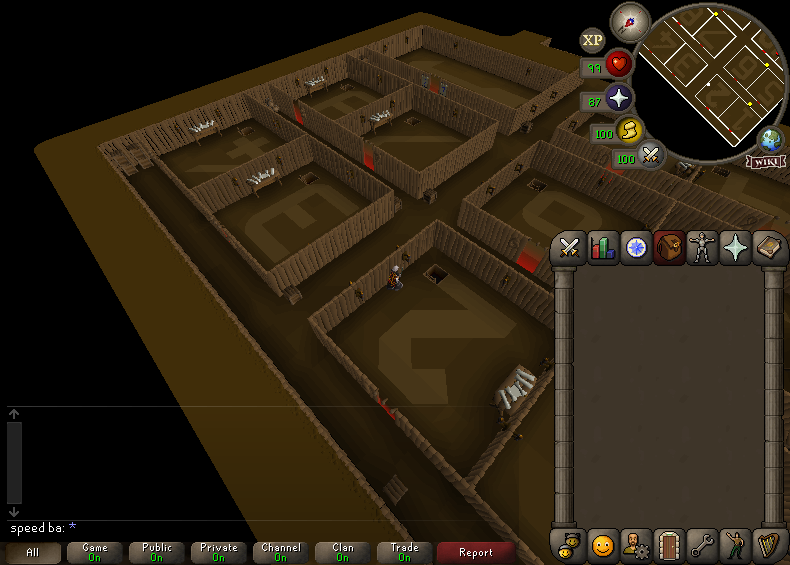 XP
99
67
100
100
WIKI
speed ba: *
All
Game
On
Public
On
Private
On
Channel
On
Clan
On
Trade
On
Report